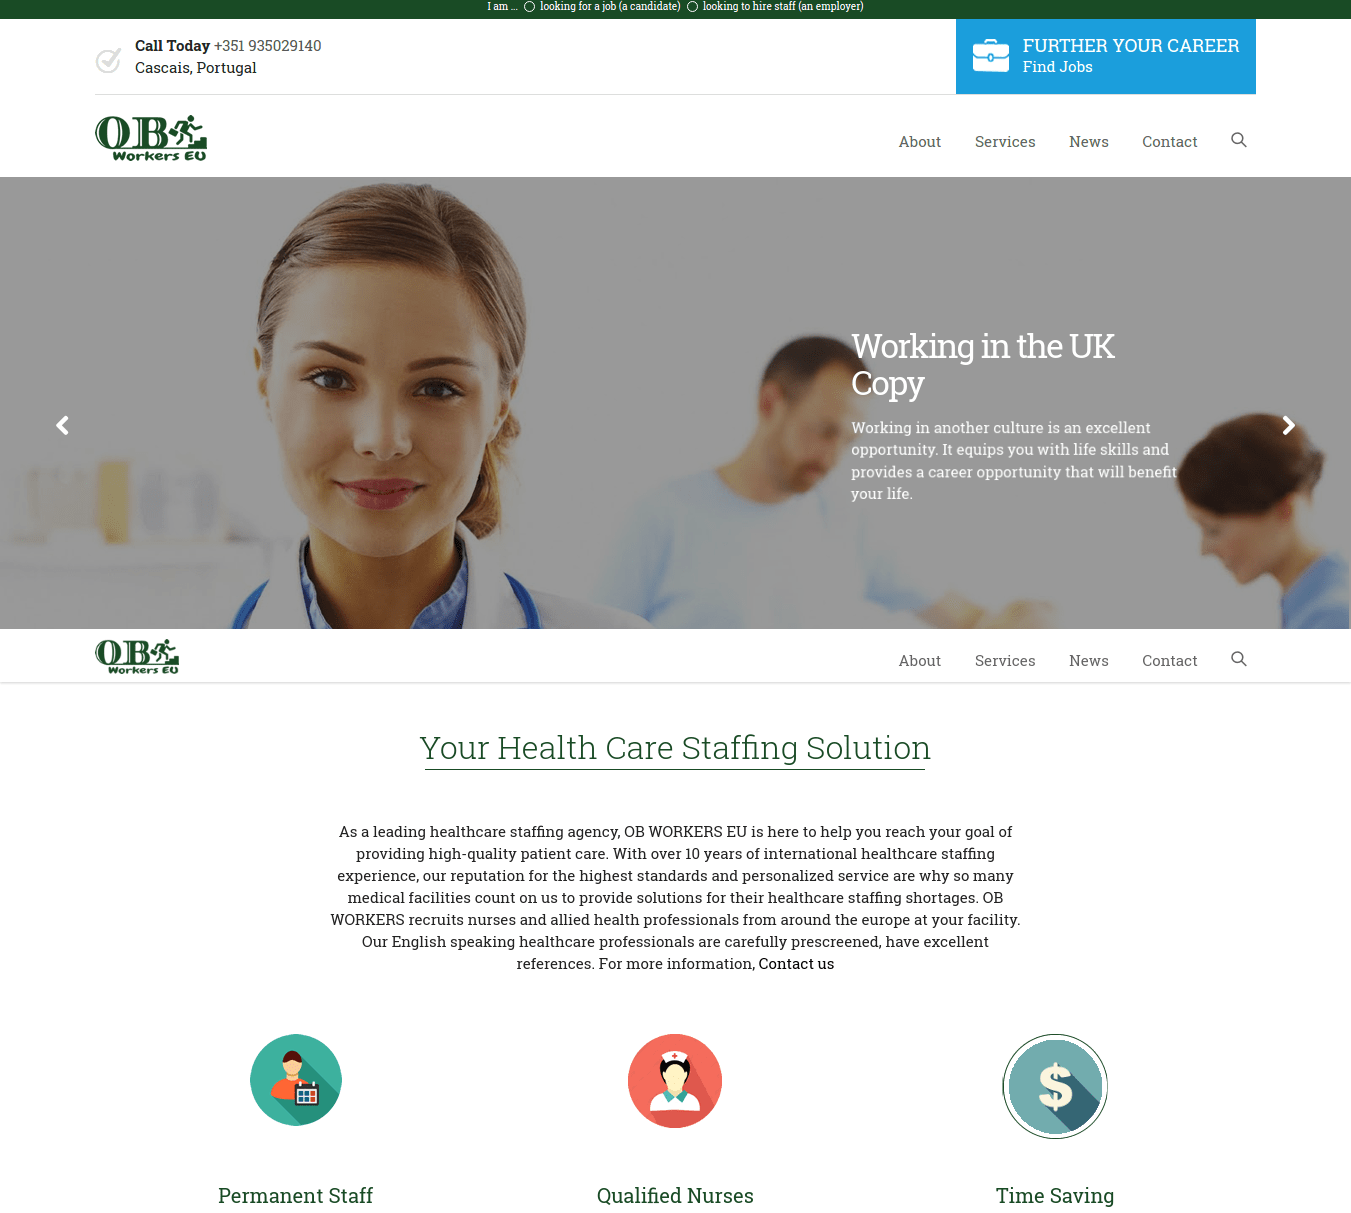 I am ... looking for a job (a candidate) looking to hire staff (an employer)
Call Today +351 935029140
Cascais, Portugal
FURTHER YOUR CAREER
Find Jobs
OB
Workers EU
About Services News Contact
Working in the UK
Copy
Working in another culture is an excellent
opportunity. It equips you with life skills and
provides a career opportunity that will benefit
your life.
OB
Workers EU
About Services News Contact
Your Health Care Staffing Solution
As a leading healthcare staffing agency, OB WORKERS EU is here to help you reach your goal of
providing high-quality patient care. With over 10 years of international healthcare staffing
experience, our reputation for the highest standards and personalized service are why so many
medical facilities count on us to provide solutions for their healthcare staffing shortages. OB
WORKERS recruits nurses and allied health professionals from around the europe at your facility.
Our English speaking healthcare professionals are carefully prescreened, have excellent
references. For more information, Contact us
$
Permanent Staff
Qualified Nurses
Time Saving